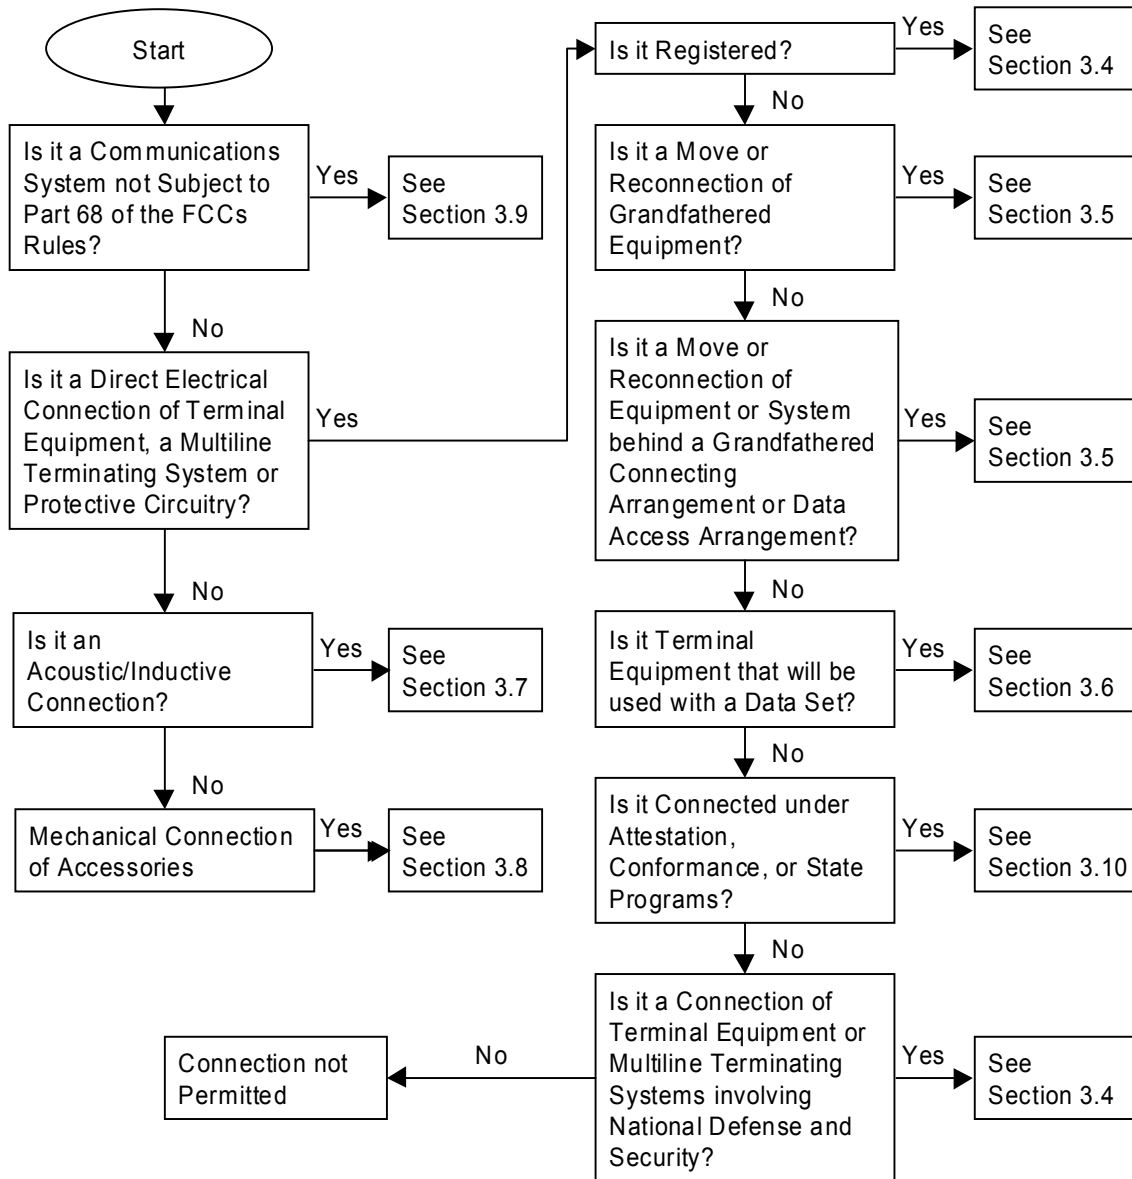 Start
Is it a Communications
System not Subject to
Part 68 of the FCCs
Rules?
Yes
See
Section 3.9
No
Is it a Direct Electrical
Connection of Terminal
Equipment, a Multiline
Terminating System or
Protective Circuitry?
Yes
No
Is it an
Acoustic/Inductive
Connection?
Yes
See
Section 3.7
No
Mechanical Connection
of Accessories
Yes
See
Section 3.8
Is it Registered?
Yes
See
Section 3.4
No
Is it a Move or
Reconnection of
Grandfathered
Equipment?
Yes
See
Section 3.5
No
Is it a Move or
Reconnection of
Equipment or System
behind a Grandfathered
Connecting
Arrangement or Data
Access Arrangement?
Yes
See
Section 3.5
No
Is it Terminal
Equipment that will be
used with a Data Set?
Yes
See
Section 3.6
No
Is it Connected under
Attestation,
Conformance, or State
Programs?
Yes
See
Section 3.10
No
Is it a Connection of
Terminal Equipment or
Multiline Terminating
Systems involving
National Defense and
Security?
Yes
See
Section 3.4
No
Connection not
Permitted